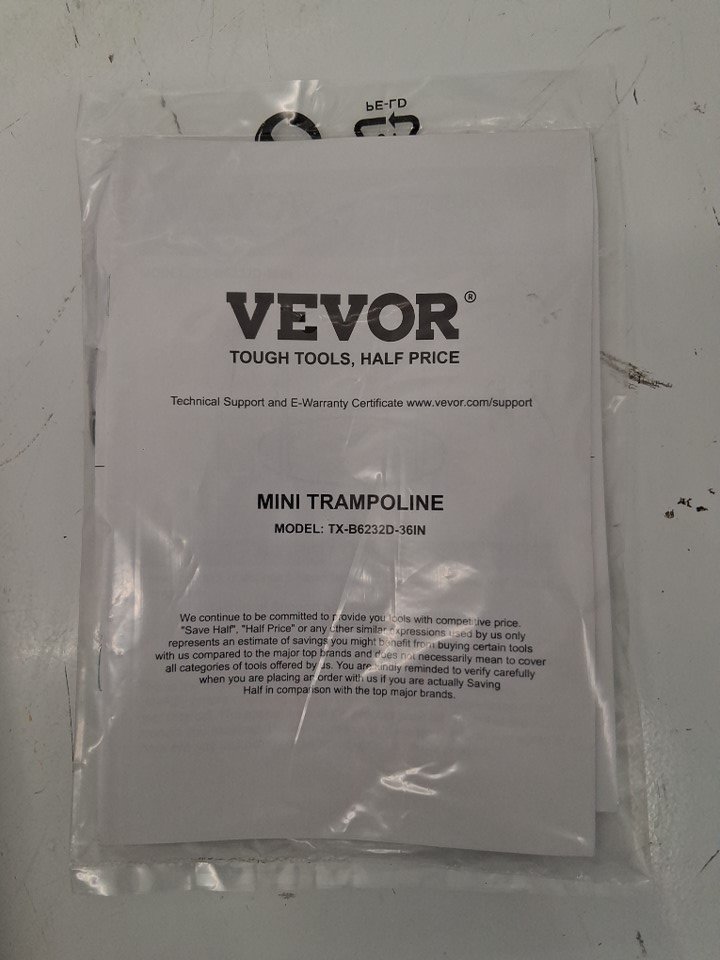 PE-LD
VEVOR®
TOUGH TOOLS, HALF PRICE
Technical Support and E-Warranty Certificate www.vevor.com/support
MINI TRAMPOLINE
MODEL: TX-B6232D-36IN
We continue to be committed to provide you tools with competitive price.
"Save Half", "Half Price" or any other similar expressions used by us only
represents an estimate of savings you might benefit from buying certain tools
with us compared to the major top brands and does not necessarily mean to cover
all categories of tools offered by us. You are kindly reminded to verify carefully
when you are placing an order with us if you are actually Saving
Half in comparison with the top major brands.